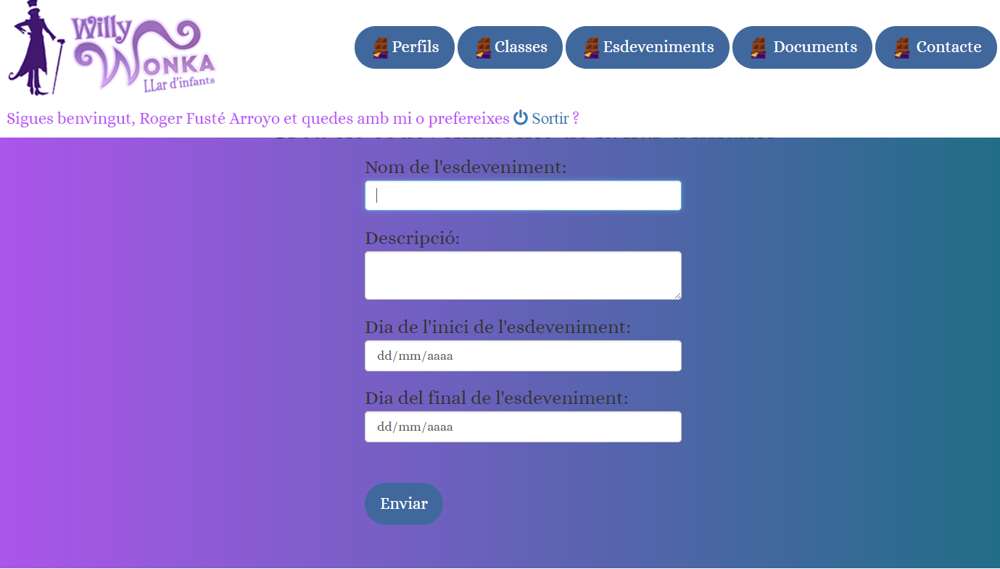 Willy
Wonka
LLar d'infants
Perfils
Classes
Esdeveniments
Documents
Contacte
Sigues benvingut, Roger Fusté Arroyo et quedes amb mi o prefereixes Sortir ?
Nom de l'esdeveniment:
Descripció:
Dia de l'inici de l'esdeveniment:
dd/mm/aaaa
Dia del final de l'esdeveniment:
dd/mm/aaaa
Enviar